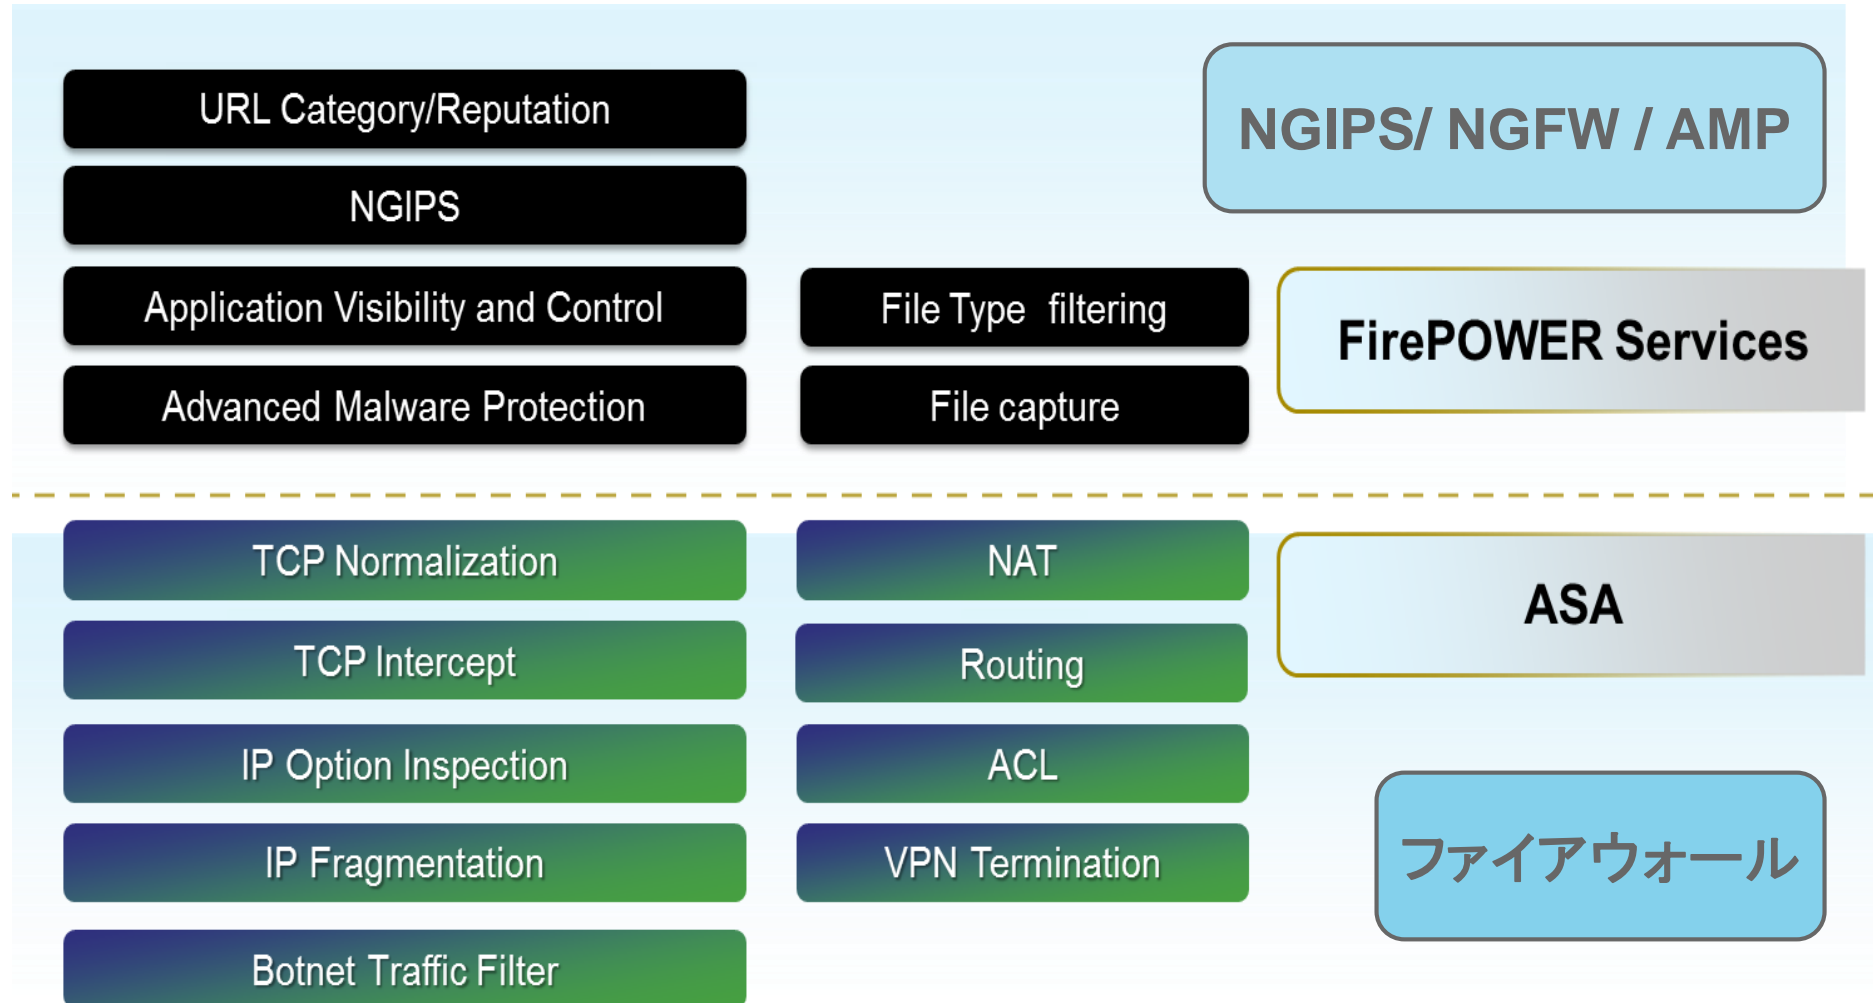 URL Category/Reputation
NGIPS/ NGFW / AMP
NGIPS
Application Visibility and Control
File Type filtering
FirePOWER Services
Advanced Malware Protection
File capture
TCP Normalization
NAT
ASA
TCP Intercept
Routing
IP Option Inspection
ACL
IP Fragmentation
VPN Termination
ファイアウォール
Botnet Traffic Filter